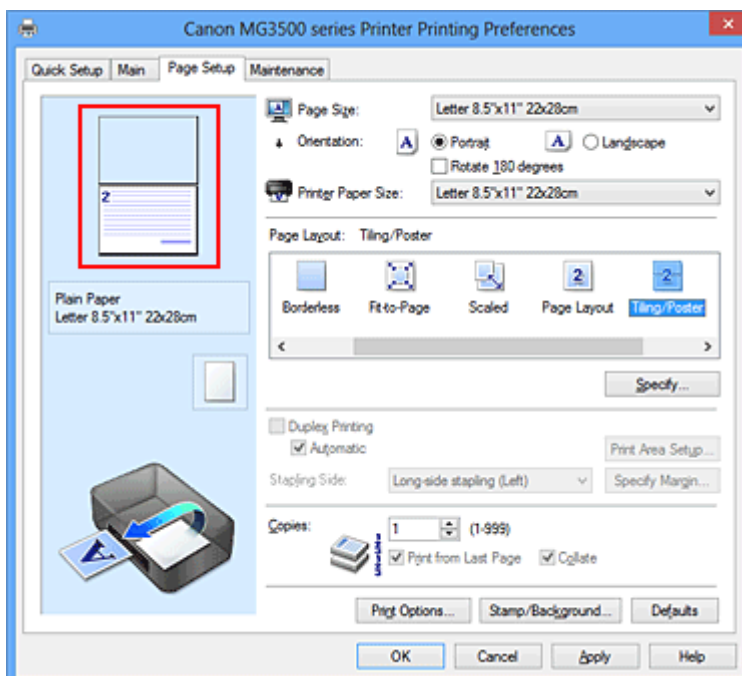 Canon MG3500 series Printer Printing Preferences
Quick Setup Main Page Setup Maintenance
Page Size: Letter 8.5"x11" 22x28cm
Orientation: A Portrait A Landscape
Rotate 180 degrees
Printer Paper Size: Letter 8.5"x11" 22x28cm
2
Page Layout: Tiling/Poster
2 2
Borderless Fit-to-Page Scaled Page Layout Tiling/Poster
Plain Paper
Letter 8.5"x11" 22x28cm
Specify...
Duplex Printing
Automatic Print Area Setup...
Stapling Side: Long-side stapling (Left) Specify Margin...
Copies: 1 (1-999)
Print from Last Page Collate
A
Print Options... Stamp/Background... Defaults
OK Cancel Apply Help